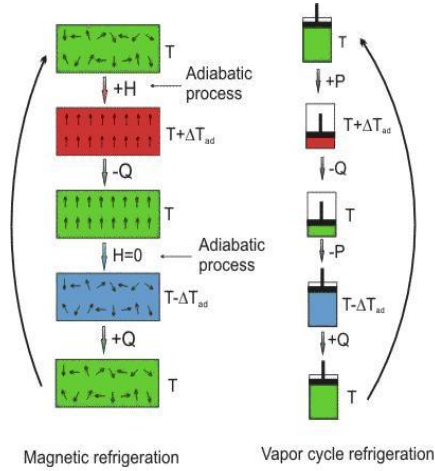 T
+H
Adiabatic
process
T+ΔTad
-Q
T
H=0
Adiabatic
process
T-ΔTad
+Q
T
Magnetic refrigeration
T
+P
T+ΔTad
-Q
T
-P
T-ΔTad
+Q
T
Vapor cycle refrigeration